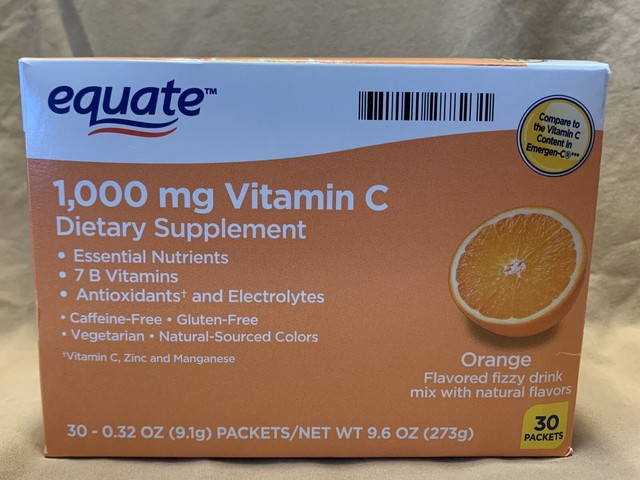 equate™
Compare to
the Vitamin C
Content in
Emergen-C®***
1,000 mg Vitamin C
Dietary Supplement
• Essential Nutrients
• 7 B Vitamins
• Antioxidants† and Electrolytes
• Caffeine-Free • Gluten-Free
• Vegetarian • Natural-Sourced Colors
†Vitamin C, Zinc and Manganese
Orange
Flavored fizzy drink
mix with natural flavors
30 - 0.32 OZ (9.1g) PACKETS/NET WT 9.6 OZ (273g)
30
PACKETS